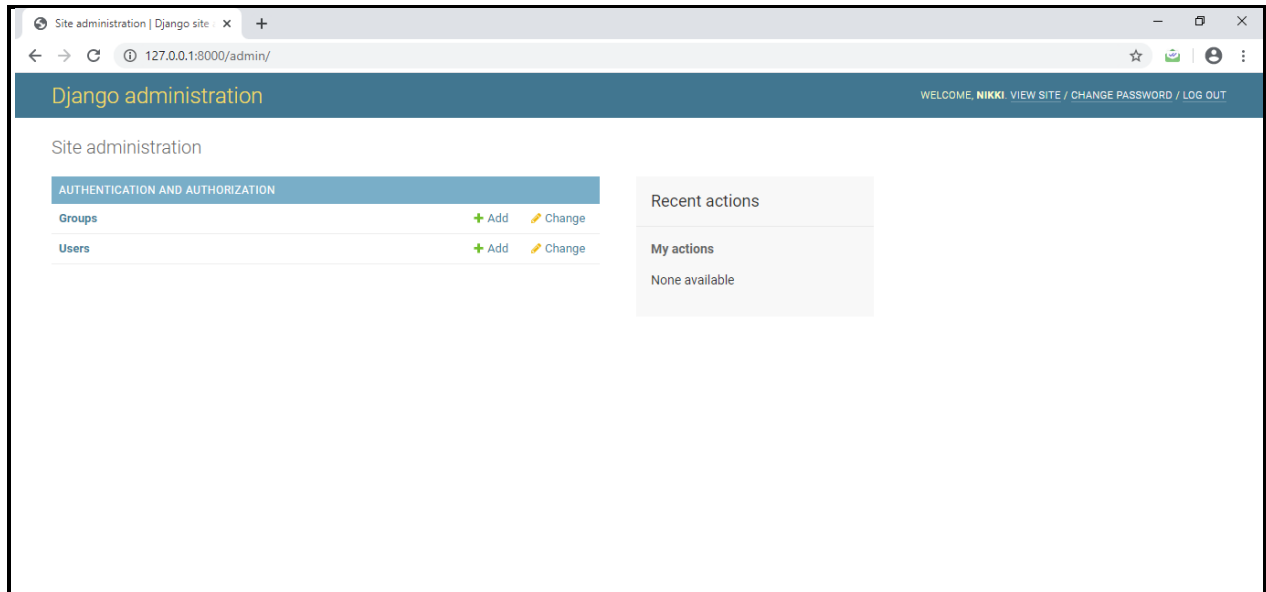 Site administration | Django site
127.0.0.1:8000/admin/
Django administration
WELCOME, NIKKI. VIEW SITE / CHANGE PASSWORD / LOG OUT
Site administration
AUTHENTICATION AND AUTHORIZATION
Groups + Add Change
Users + Add Change
Recent actions
My actions
None available